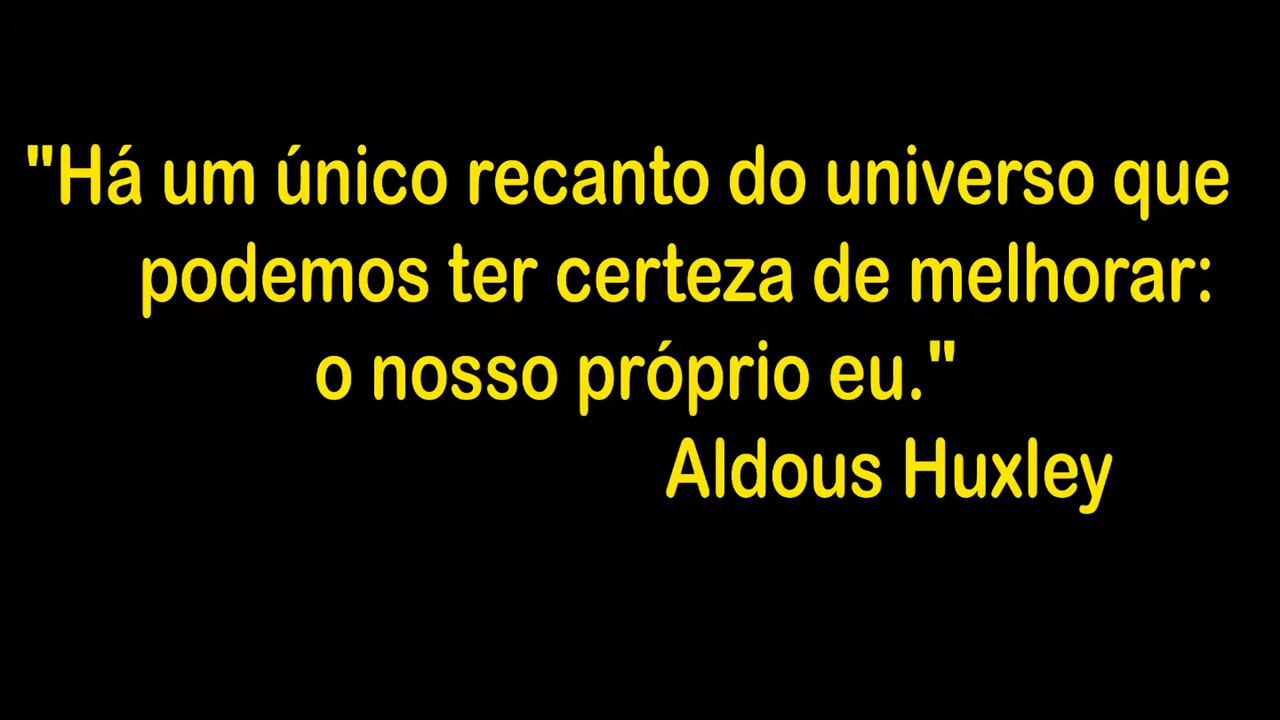 "Há um único recanto do universo que
podemos ter certeza de melhorar:
o nosso próprio eu."
Aldous Huxley